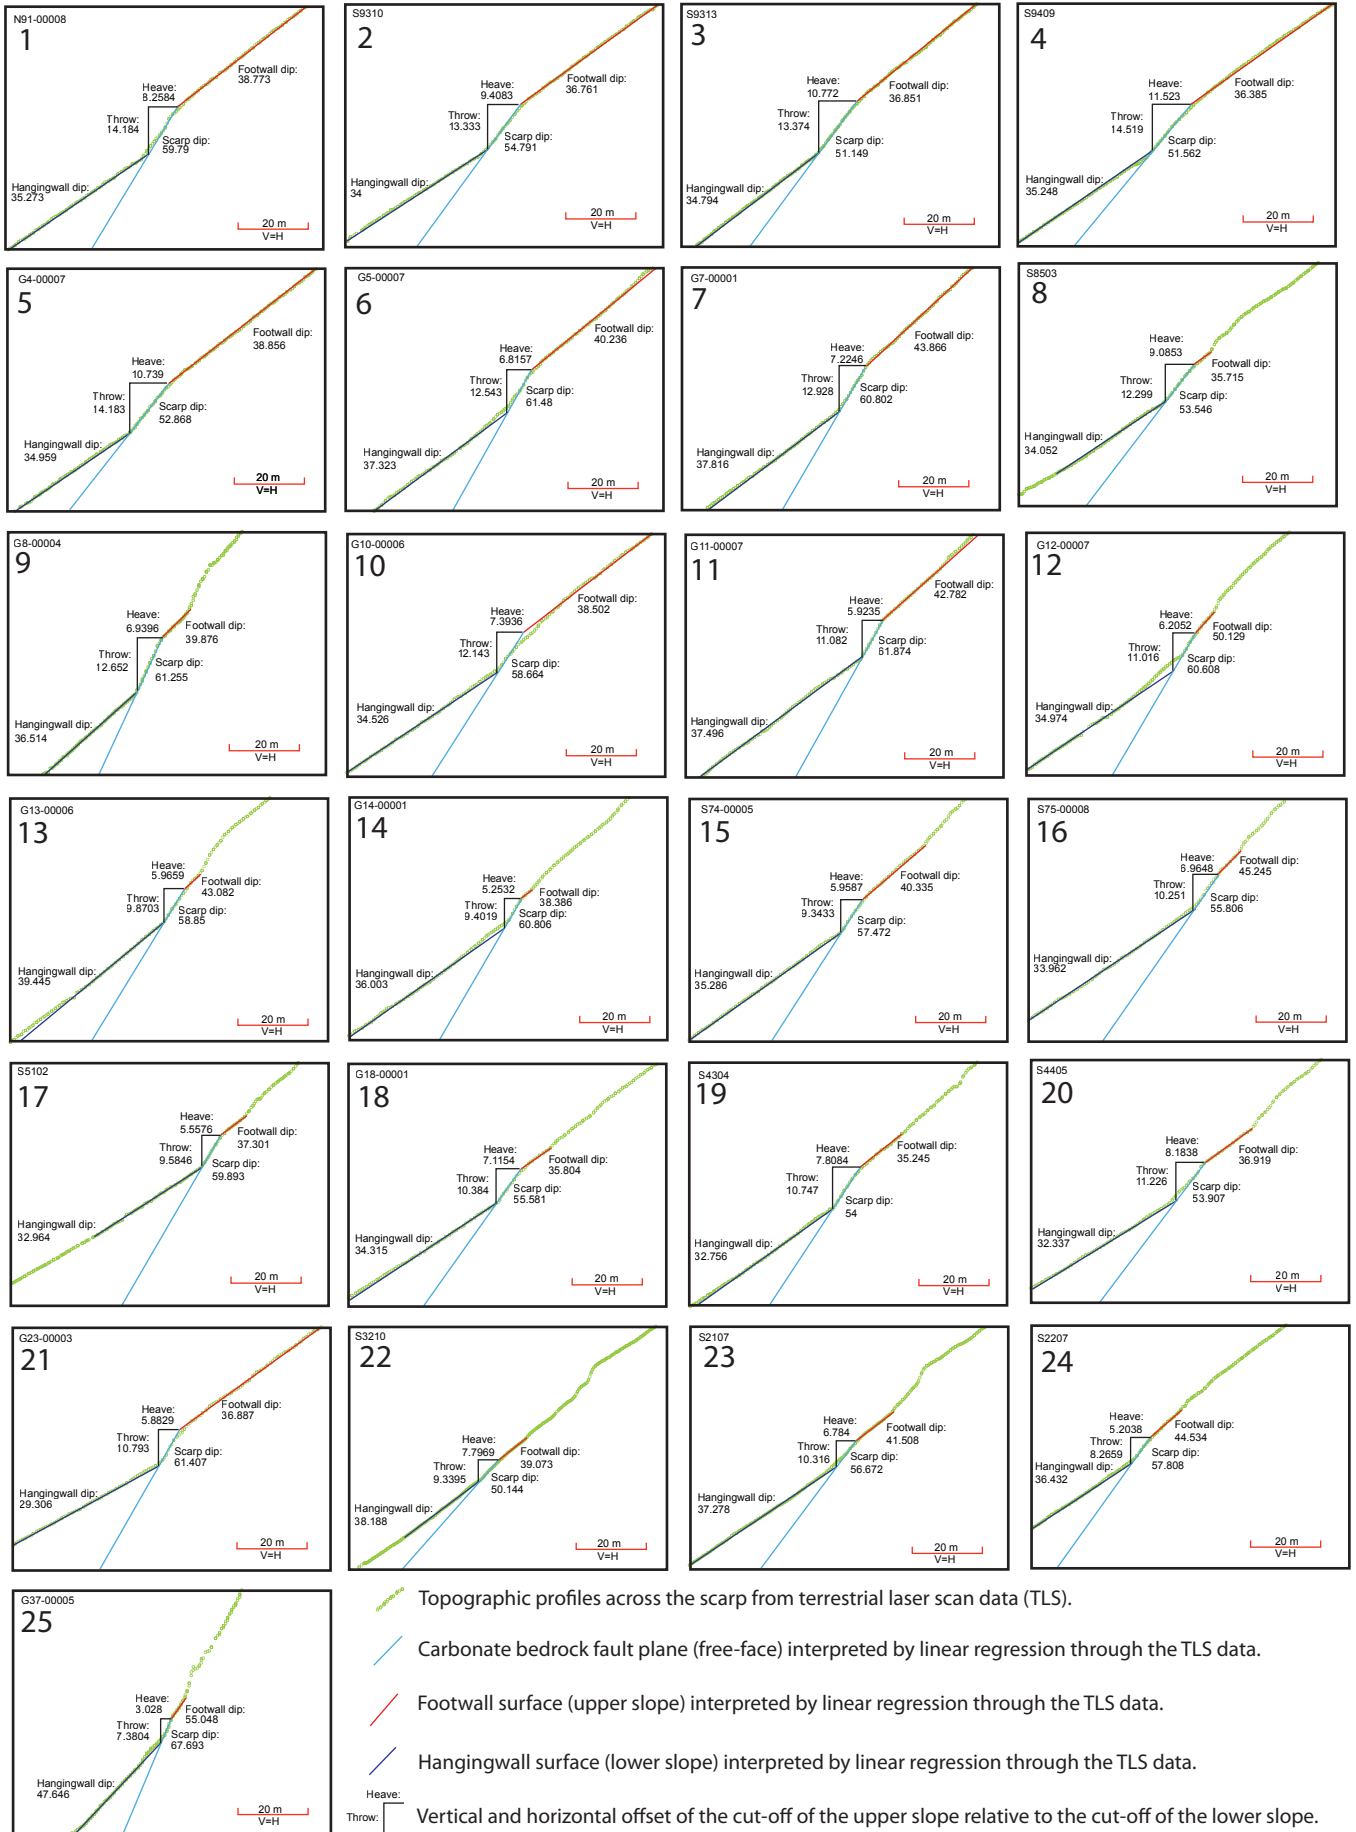 N91-00008
1
Heave:
8.2584
Footwall dip:
38.773
Throw:
14.184
Scarp dip:
59.79
Hangingwall dip:
35.273
20 m
V=H
S9310
2
Heave:
9.4083
Footwall dip:
36.761
Throw:
13.333
Scarp dip:
54.791
Hangingwall dip:
34
20 m
V=H
S9313
3
Heave:
10.772
Footwall dip:
36.851
Throw:
13.374
Scarp dip:
51.149
Hangingwall dip:
34.794
20 m
V=H
S9409
4
Heave:
11.523
Footwall dip:
36.385
Throw:
14.519
Scarp dip:
51.562
Hangingwall dip:
35.248
20 m
V=H
G4-00007
5
Heave:
10.739
Footwall dip:
38.856
Throw:
14.183
Scarp dip:
52.868
Hangingwall dip:
34.959
20 m
V=H
G5-00007
6
Heave:
6.8157
Footwall dip:
40.236
Throw:
12.543
Scarp dip:
61.48
Hangingwall dip:
37.323
20 m
V=H
G7-00001
7
Heave:
7.2246
Footwall dip:
43.866
Throw:
12.928
Scarp dip:
60.802
Hangingwall dip:
37.816
20 m
V=H
S8503
8
Heave:
9.0853
Footwall dip:
35.715
Throw:
12.299
Scarp dip:
53.546
Hangingwall dip:
34.052
20 m
V=H
G8-00004
9
Heave:
6.9396
Footwall dip:
39.876
Throw:
12.652
Scarp dip:
61.255
Hangingwall dip:
36.514
20 m
V=H
G10-00006
10
Heave:
7.3936
Footwall dip:
38.502
Throw:
12.143
Scarp dip:
58.664
Hangingwall dip:
34.526
20 m
V=H
G11-00007
11
Heave:
5.9235
Footwall dip:
42.782
Throw:
11.082
Scarp dip:
61.874
Hangingwall dip:
37.496
20 m
V=H
G12-00007
12
Heave:
6.2052
Footwall dip:
50.129
Throw:
11.016
Scarp dip:
60.608
Hangingwall dip:
34.974
20 m
V=H
G13-00006
13
Heave:
5.9659
Footwall dip:
43.082
Throw:
9.8703
Scarp dip:
58.85
Hangingwall dip:
39.445
20 m
V=H
G14-00001
14
Heave:
5.2532
Footwall dip:
38.386
Throw:
9.4019
Scarp dip:
60.806
Hangingwall dip:
36.003
20 m
V=H
S74-00005
15
Heave:
5.9587
Footwall dip:
40.335
Throw:
9.3433
Scarp dip:
57.472
Hangingwall dip:
35.286
20 m
V=H
S75-00008
16
Heave:
6.9648
Footwall dip:
45.245
Throw:
10.251
Scarp dip:
55.806
Hangingwall dip:
33.962
20 m
V=H
S5102
17
Heave:
5.5576
Footwall dip:
37.301
Throw:
9.5846
Scarp dip:
59.893
Hangingwall dip:
32.964
20 m
V=H
G18-00001
18
Heave:
7.1154
Footwall dip:
35.804
Throw:
10.384
Scarp dip:
55.581
Hangingwall dip:
34.315
20 m
V=H
S4304
19
Heave:
7.8084
Footwall dip:
35.245
Throw:
10.747
Scarp dip:
54
Hangingwall dip:
32.756
20 m
V=H
S4405
20
Heave:
8.1838
Footwall dip:
36.919
Throw:
11.226
Scarp dip:
53.907
Hangingwall dip:
32.337
20 m
V=H
G23-00003
21
Heave:
5.8829
Footwall dip:
36.887
Throw:
10.793
Scarp dip:
61.407
Hangingwall dip:
29.306
20 m
V=H
S3210
22
Heave:
7.7969
Footwall dip:
39.073
Throw:
9.3395
Scarp dip:
50.144
Hangingwall dip:
38.188
20 m
V=H
S2107
23
Heave:
6.784
Footwall dip:
41.508
Throw:
10.316
Scarp dip:
56.672
Hangingwall dip:
37.278
20 m
V=H
S2207
24
Heave:
5.2038
Footwall dip:
44.534
Throw:
8.2659
Scarp dip:
57.808
Hangingwall dip:
36.432
20 m
V=H
G37-00005
25
Heave:
3.028
Footwall dip:
55.048
Throw:
7.3804
Scarp dip:
67.693
Hangingwall dip:
47.646
20 m
V=H
Topographic profiles across the scarp from terrestrial laser scan data (TLS).
Carbonate bedrock fault plane (free-face) interpreted by linear regression through the TLS data.
Footwall surface (upper slope) interpreted by linear regression through the TLS data.
Hangingwall surface (lower slope) interpreted by linear regression through the TLS data.
Heave:
Throw:
Vertical and horizontal offset of the cut-off of the upper slope relative to the cut-off of the lower slope.